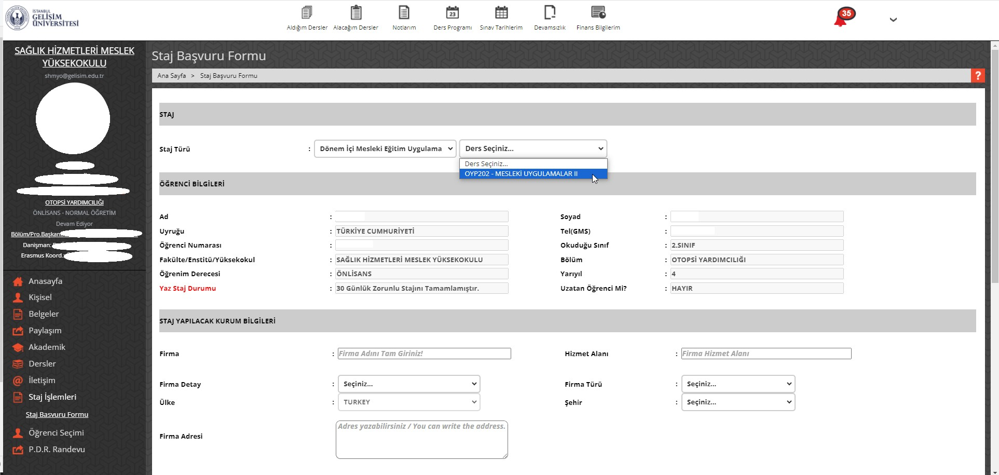 İSTANBUL
GELİŞİM
ÜNİVERSİTESİ
Aldığım Dersler
Alacağım Dersler
Notlarım
23
Ders Programı
Sınav Tarihlerim
Devamsızlık
Finans Bilgilerim
35
SAĞLIK HİZMETLERİ MESLEK
YÜKSEKOKULU
shmyo@gelisim.edu.tr
OTOPSİ YARDIMCILIĞI
ÖNLİSANS - NORMAL ÖĞRETİM
Devam Ediyor
Bölüm/Pro.Başkanı
Danişman:
Erasmus Koord.:
Anasayfa
Kişisel
Belgeler
Paylaşım
Akademik
Dersler
İletişim
Staj İşlemleri
Staj Basvuru Formu
Öğrenci Seçimi
P.D.R. Randevu
Staj Başvuru Formu
Ana Sayfa > Staj Başvuru Formu
?
STAJ
Staj Türü : Dönem İçi Mesleki Eğitim Uygulama Ders Seçiniz...
Ders Seçiniz...
OYP202 - MESLEKİ UYGULAMALAR II
ÖĞRENCİ BİLGİLERİ
Ad : Soyad :
Uyruğu : TÜRKİYE CUMHURİYETİ Tel(GMS) :
Öğrenci Numarası : Okuduğu Sınıf : 2.SINIF
Fakülte/Enstitü/Yüksekokul : SAĞLIK HİZMETLERİ MESLEK YÜKSEKOKULU Bölüm : OTOPSİ YARDIMCILIĞI
Öğrenim Derecesi : ÖNLİSANS Yarıyıl : 4
Yaz Staj Durumu : 30 Günlük Zorunlu Stajını Tamamlamıştır. Uzatan Öğrenci Mi? : HAYIR
STAJ YAPILACAK KURUM BİLGİLERİ
Firma : Firma Adını Tam Giriniz! Hizmet Alanı : Firma Hizmet Alanı
Firma Detay : Seçiniz... Firma Türü : Seçiniz...
Ülke : TURKEY Şehir : Seçiniz...
Firma Adresi Adres yazabilirsiniz / You can write the address.